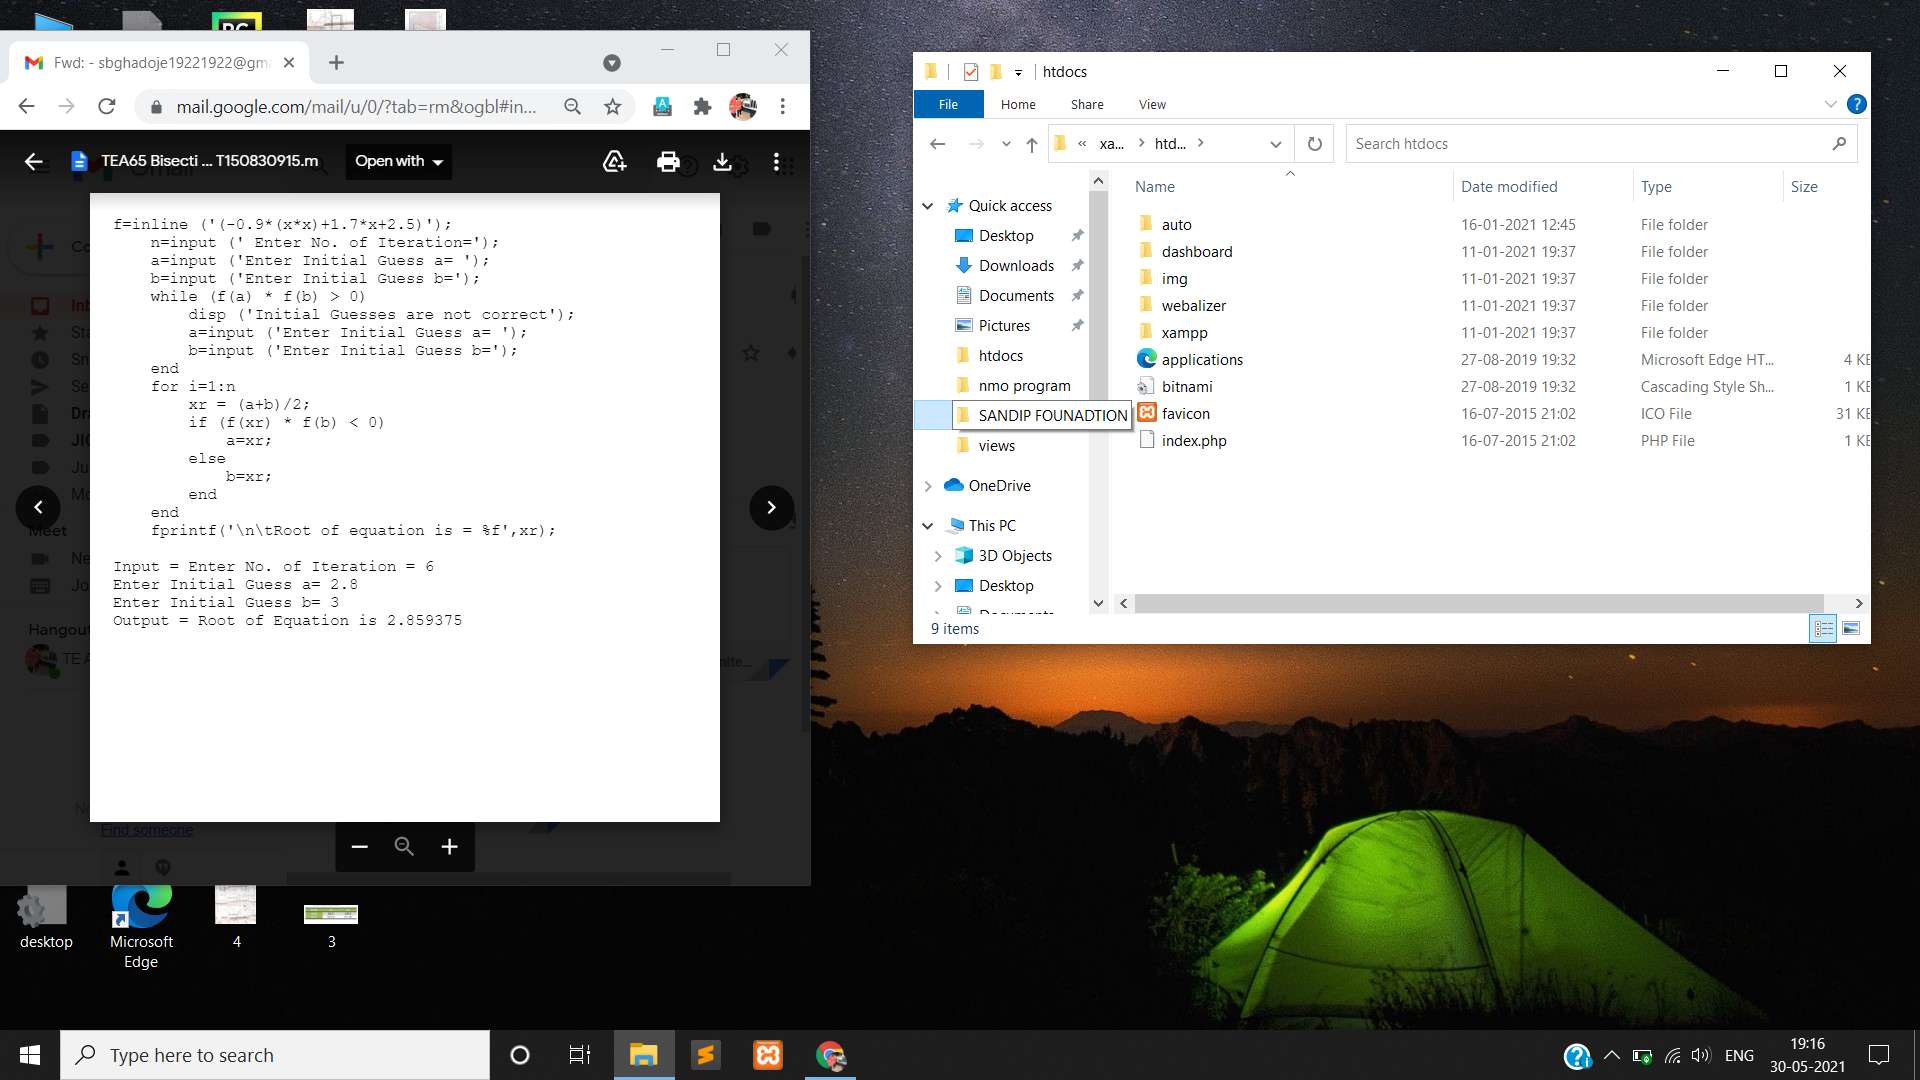 PC
Fwd: - sbghadoje19221922@gm
mail.google.com/mail/u/0/?tab=rm&ogbl#in...
TEA65 Bisecti ... T150830915.m
Open with
f=inline ('(-0.9*(x*x)+1.7*x+2.5)');
n=input (' Enter No. of Iteration=');
a=input ('Enter Initial Guess a= ');
b=input ('Enter Initial Guess b=');
while (f(a) * f(b) > 0)
disp ('Initial Guesses are not correct');
a=input ('Enter Initial Guess a= ');
b=input ('Enter Initial Guess b=');
end
for i=1:n
xr = (a+b)/2;
if (f(xr) * f(b) < 0)
a=xr;
else
b=xr;
end
end
fprintf('\n\tRoot of equation is = %f',xr);
Input = Enter No. of Iteration = 6
Enter Initial Guess a= 2.8
Enter Initial Guess b= 3
Output = Root of Equation is 2.859375
Meet
Hangou
Find someone
htdocs
File
Home
Share
View
« xa... > htd... >
Search htdocs
Name
Date modified
Type
Size
Quick access
Desktop
Downloads
Documents
Pictures
htdocs
nmo program
SANDIP FOUNADTION
views
OneDrive
This PC
3D Objects
Desktop
auto 16-01-2021 12:45 File folder
dashboard 11-01-2021 19:37 File folder
img 11-01-2021 19:37 File folder
webalizer 11-01-2021 19:37 File folder
xampp 11-01-2021 19:37 File folder
applications 27-08-2019 19:32 Microsoft Edge HT... 4 KB
bitnami 27-08-2019 19:32 Cascading Style Sh... 1 KB
favicon 16-07-2015 21:02 ICO File 31 KB
index.php 16-07-2015 21:02 PHP File 1 KB
9 items
desktop
Microsoft
Edge
4
3
Type here to search
ENG
19:16
30-05-2021